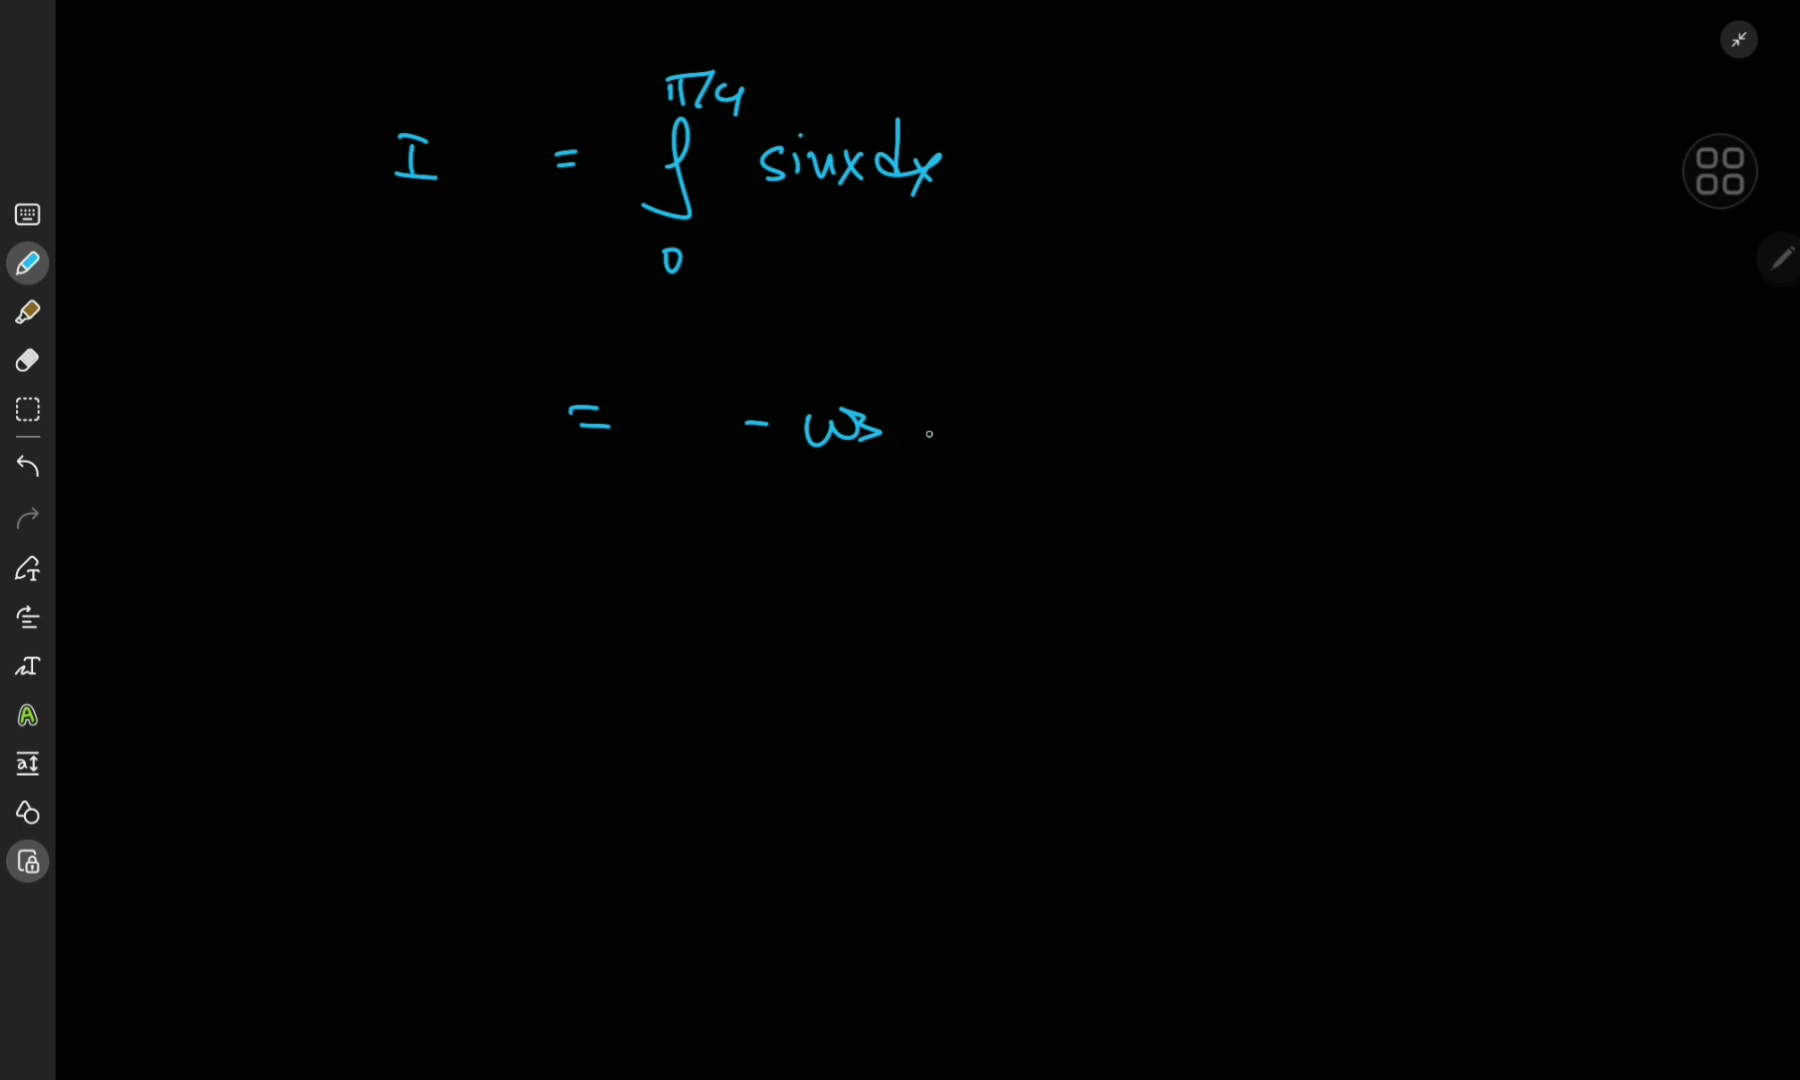 I = ∫₀^π/4 sinx dx
= - cos